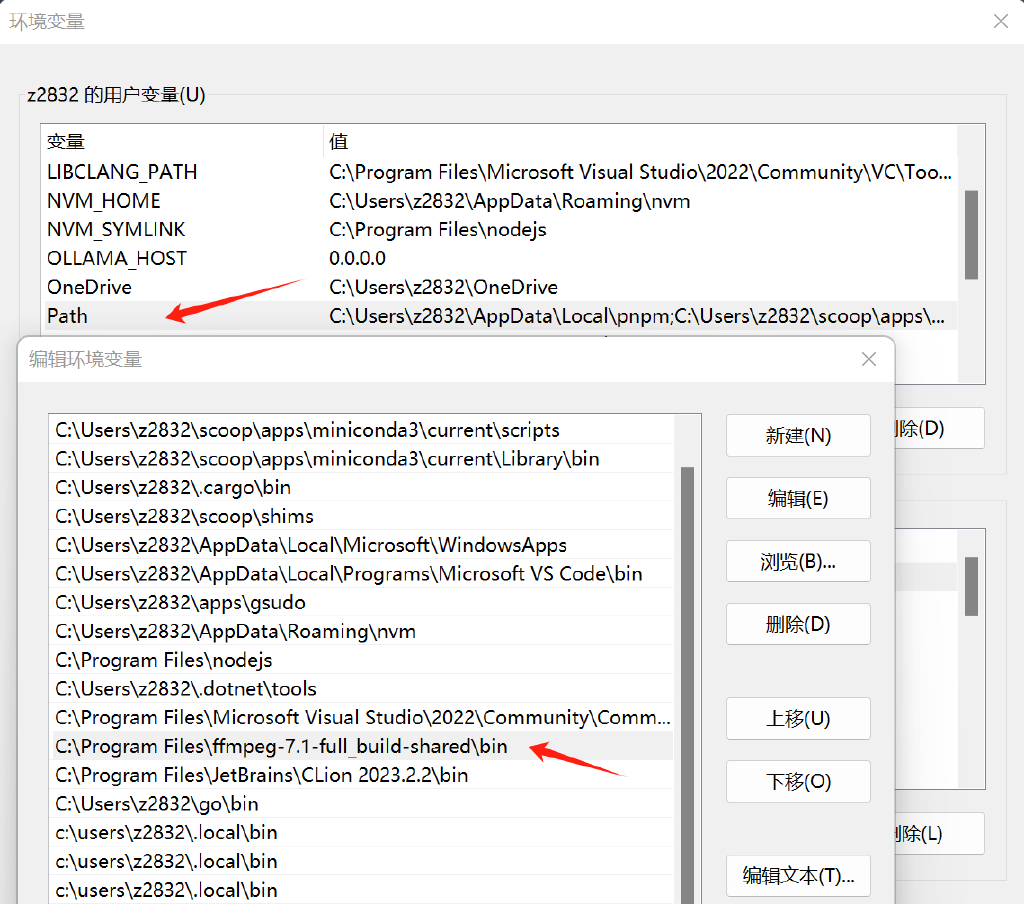 环境变量
z2832 的用户变量(U)
变量 值
LIBCLANG_PATH C:\Program Files\Microsoft Visual Studio\2022\Community\VC\Too...
NVM_HOME C:\Users\z2832\AppData\Roaming\nvm
NVM_SYMLINK C:\Program Files\nodejs
OLLAMA_HOST 0.0.0.0
OneDrive C:\Users\z2832\OneDrive
Path C:\Users\z2832\AppData\Local\pnpm;C:\Users\z2832\scoop\apps\...
编辑环境变量
C:\Users\z2832\scoop\apps\miniconda3\current\scripts
C:\Users\z2832\scoop\apps\miniconda3\current\Library\bin
C:\Users\z2832\.cargo\bin
C:\Users\z2832\scoop\shims
C:\Users\z2832\AppData\Local\Microsoft\WindowsApps
C:\Users\z2832\AppData\Local\Programs\Microsoft VS Code\bin
C:\Users\z2832\apps\gsudo
C:\Users\z2832\AppData\Roaming\nvm
C:\Program Files\nodejs
C:\Users\z2832\.dotnet\tools
C:\Program Files\Microsoft Visual Studio\2022\Community\Comm...
C:\Program Files\ffmpeg-7.1-full_build-shared\bin
C:\Program Files\JetBrains\CLion 2023.2.2\bin
C:\Users\z2832\go\bin
c:\users\z2832\.local\bin
c:\users\z2832\.local\bin
c:\users\z2832\.local\bin
新建(N)
编辑(E)
浏览(B)...
删除(D)
上移(U)
下移(O)
编辑文本(T)...
删除(D)
删除(L)